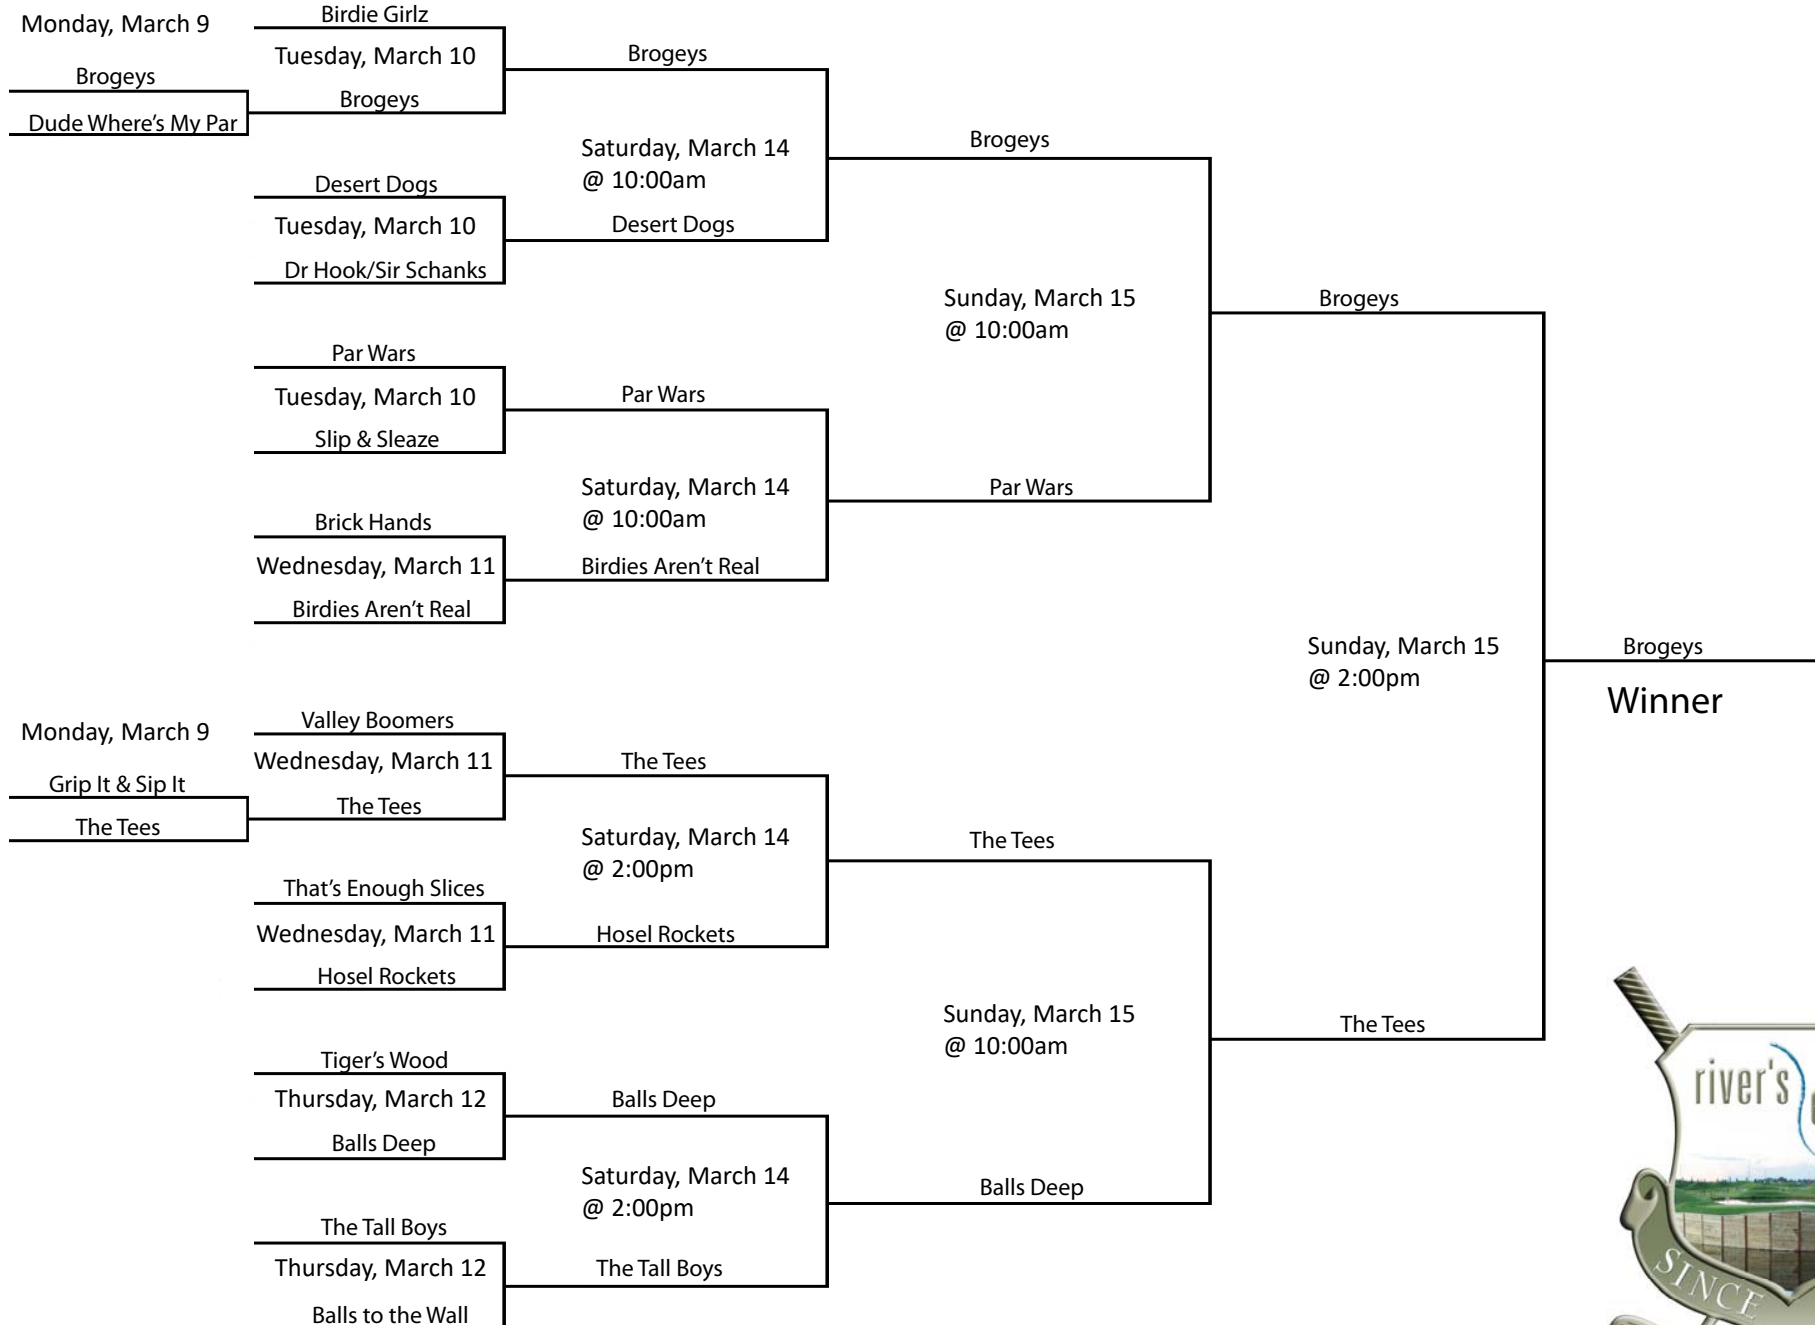 Monday, March 9
Brogeys
Dude Where's My Par
Birdie Girlz
Tuesday, March 10
Brogeys
Desert Dogs
Tuesday, March 10
Dr Hook/Sir Schanks
Par Wars
Tuesday, March 10
Slip & Sleaze
Brick Hands
Wednesday, March 11
Birdies Aren't Real
Monday, March 9
Grip It & Sip It
The Tees
Valley Boomers
Wednesday, March 11
The Tees
That's Enough Slices
Wednesday, March 11
Hosel Rockets
Tiger's Wood
Thursday, March 12
Balls Deep
The Tall Boys
Thursday, March 12
Balls to the Wall
Brogeys
Saturday, March 14
@ 10:00am
Desert Dogs
Par Wars
Saturday, March 14
@ 10:00am
Birdies Aren't Real
The Tees
Saturday, March 14
@ 2:00pm
Hosel Rockets
Balls Deep
Saturday, March 14
@ 2:00pm
The Tall Boys
Brogeys
Sunday, March 15
@ 10:00am
Par Wars
The Tees
Sunday, March 15
@ 10:00am
Balls Deep
Brogeys
Sunday, March 15
@ 2:00pm
The Tees
Brogeys
Winner
river's
SINCE